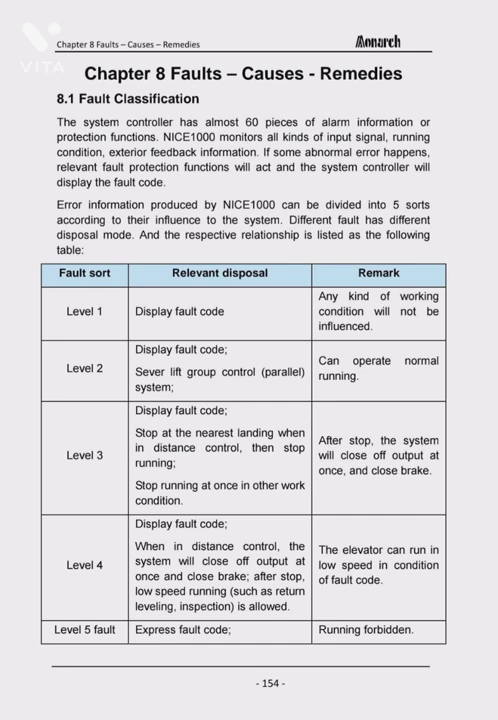 Chapter 8 Faults – Causes – Remedies
Monarch
VITA
Chapter 8 Faults – Causes - Remedies
8.1 Fault Classification
The system controller has almost 60 pieces of alarm information or
protection functions. NICE1000 monitors all kinds of input signal, running
condition, exterior feedback information. If some abnormal error happens,
relevant fault protection functions will act and the system controller will
display the fault code.
Error information produced by NICE1000 can be divided into 5 sorts
according to their influence to the system. Different fault has different
disposal mode. And the respective relationship is listed as the following
table:
Fault sort
Relevant disposal
Remark
Level 1
Display fault code
Any kind of working
condition will not be
influenced.
Level 2
Display fault code;
Sever lift group control (parallel)
system;
Can operate normal
running.
Level 3
Display fault code;
Stop at the nearest landing when
in distance control, then stop
running;
Stop running at once in other work
condition.
After stop, the system
will close off output at
once, and close brake.
Level 4
Display fault code;
When in distance control, the
system will close off output at
once and close brake; after stop,
low speed running (such as return
leveling, inspection) is allowed.
The elevator can run in
low speed in condition
of fault code.
Level 5 fault
Express fault code;
Running forbidden.
- 154 -